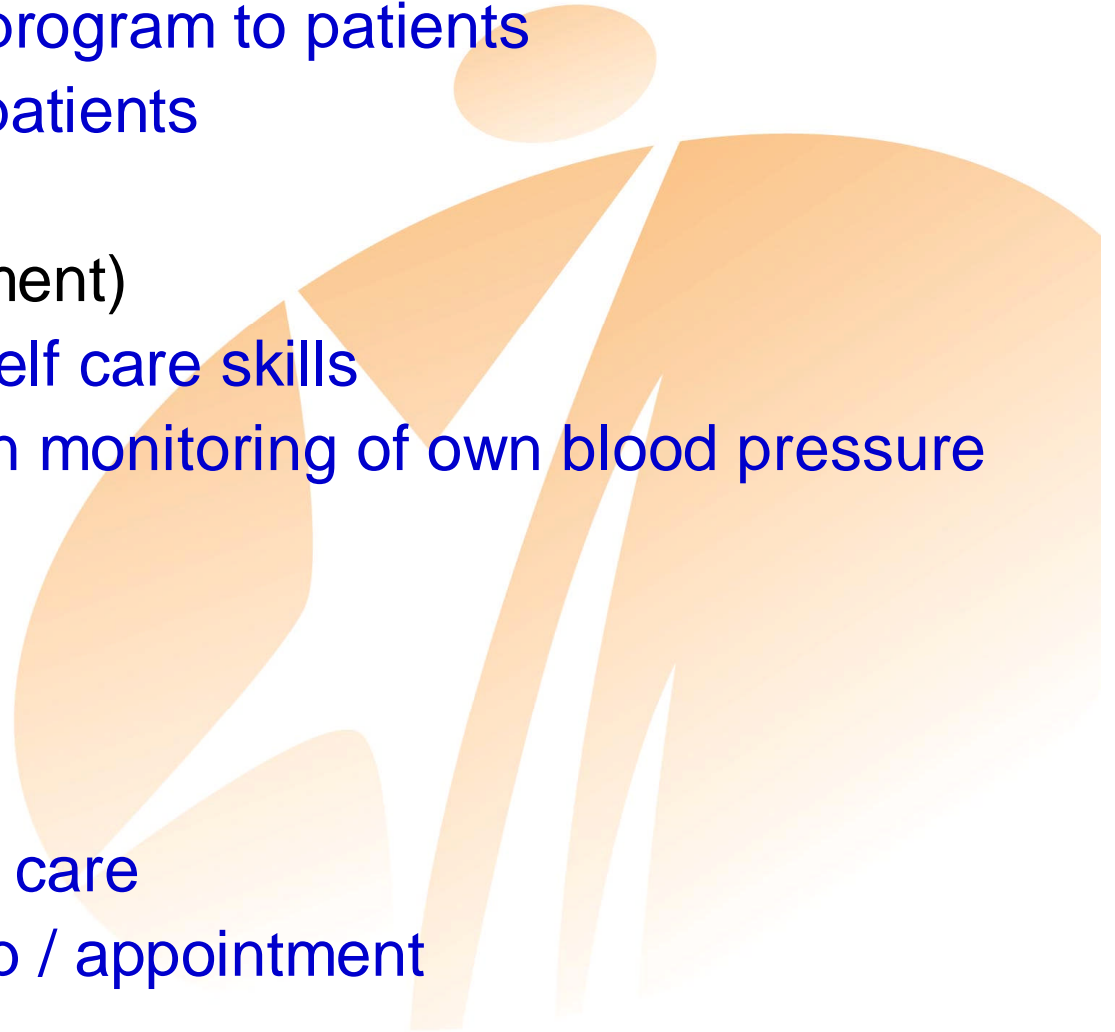 program to patients
patients
ment)
elf care skills
n monitoring of own blood pressure
care
/ appointment